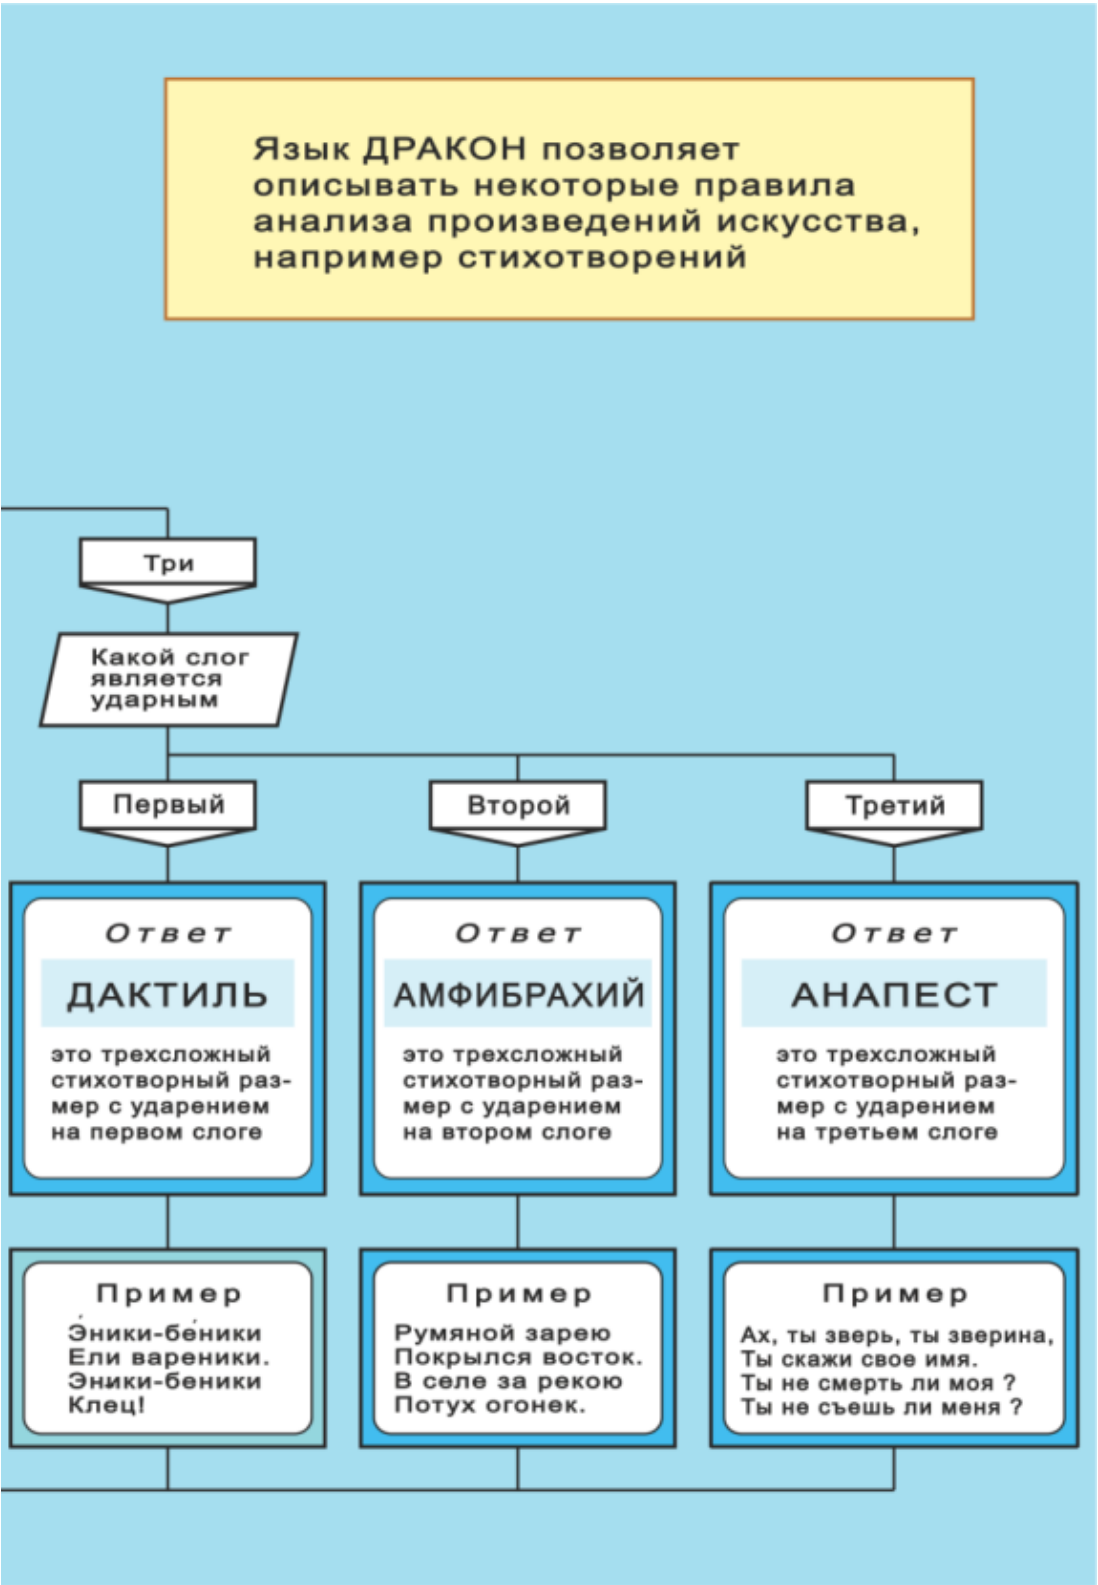 Язык ДРАКОН позволяет
описывать некоторые правила
анализа произведений искусства,
например стихотворений
Три
Какой слог
является
ударным
Первый
Второй
Третий
Ответ
ДАКТИЛЬ
это трехсложный
стихотворный раз-
мер с ударением
на первом слоге
Ответ
АМФИБРАХИЙ
это трехсложный
стихотворный раз-
мер с ударением
на втором слоге
Ответ
АНАПЕСТ
это трехсложный
стихотворный раз-
мер с ударением
на третьем слоге
Пример
Э́ники-бе́ники
Ели вареники.
Эники-беники
Клец!
Пример
Румяной зарею
Покрылся восток.
В селе за рекою
Потух огонек.
Пример
Ах, ты зверь, ты зверина,
Ты скажи свое имя.
Ты не смерть ли моя ?
Ты не съешь ли меня ?